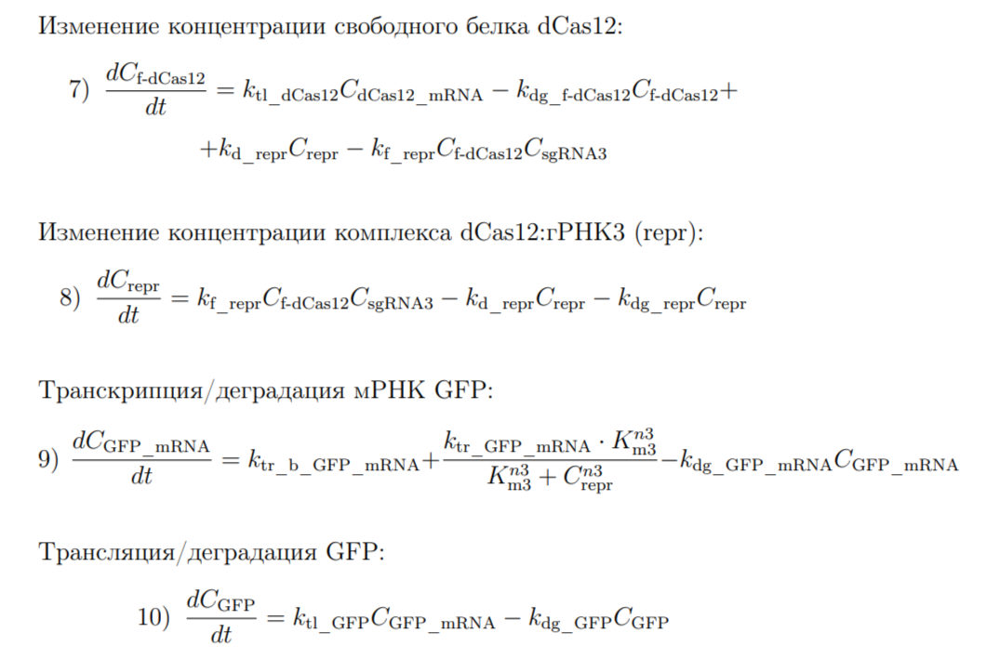 Изменение концентрации свободного белка dCas12:
7) \frac{dC_{\text{f-dCas12}}}{dt} = k_{\text{tl\_dCas12}}C_{\text{dCas12\_mRNA}} - k_{\text{dg\_f-dCas12}}C_{\text{f-dCas12}}+
+k_{\text{d\_repr}}C_{\text{repr}} - k_{\text{f\_repr}}C_{\text{f-dCas12}}C_{\text{sgRNA3}}
Изменение концентрации комплекса dCas12:гРНК3 (repr):
8) \frac{dC_{\text{repr}}}{dt} = k_{\text{f\_repr}}C_{\text{f-dCas12}}C_{\text{sgRNA3}} - k_{\text{d\_repr}}C_{\text{repr}} - k_{\text{dg\_repr}}C_{\text{repr}}
Транскрипция/деградация мРНК GFP:
9) \frac{dC_{\text{GFP\_mRNA}}}{dt} = k_{\text{tr\_b\_GFP\_mRNA}}+\frac{k_{\text{tr\_GFP\_mRNA}} \cdot K_{\text{m3}}^{n3}}{K_{\text{m3}}^{n3} + C_{\text{repr}}^{n3}}-k_{\text{dg\_GFP\_mRNA}}C_{\text{GFP\_mRNA}}
Трансляция/деградация GFP:
10) \frac{dC_{\text{GFP}}}{dt} = k_{\text{tl\_GFP}}C_{\text{GFP\_mRNA}} - k_{\text{dg\_GFP}}C_{\text{GFP}}